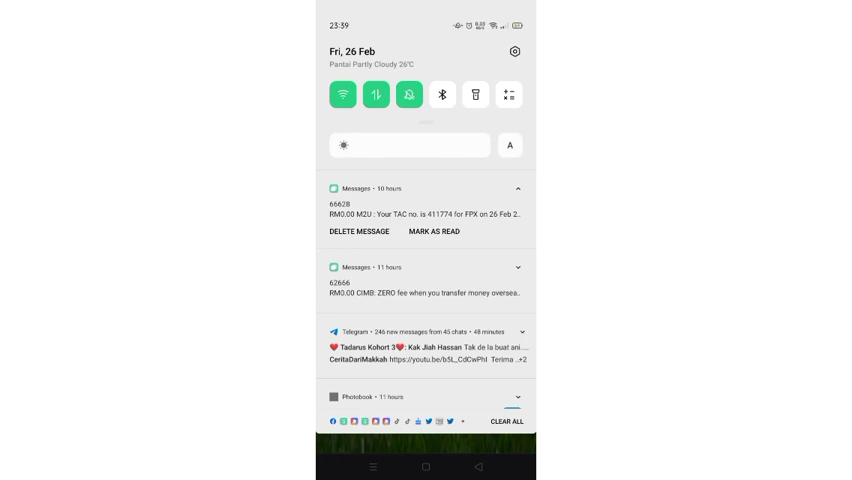 23:39
Fri, 26 Feb
Pantai Partly Cloudy 26°C
A
Messages • 10 hours
66628
RM0.00 M2U : Your TAC no. is 411774 for FPX on 26 Feb 2..
DELETE MESSAGE MARK AS READ
Messages • 11 hours
62666
RM0.00 CIMB: ZERO fee when you transfer money oversea..
Telegram • 246 new messages from 45 chats • 48 minutes
❤️ Tadarus Kohort 3❤️: Kak Jiah Hassan Tak de la buat ani....
CeritaDariMakkah https://youtu.be/b5L_CdCwPhI Terima ..+2
Photobook • 11 hours
CLEAR ALL